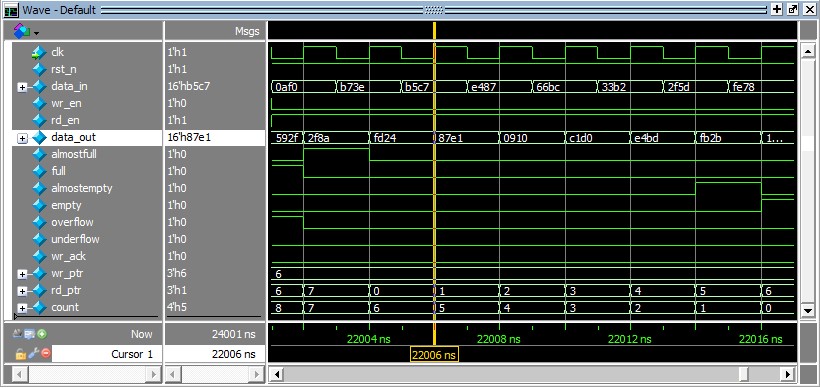 Wave - Default
Msgs
clk 1'h1
rst_n 1'h1
data_in 16'hb5c7 0af0 b73e b5c7 e487 66bc 33b2 2f5d fe78
wr_en 1'h0
rd_en 1'h1
data_out 16'h87e1 592f 2f8a fd24 87e1 0910 c1d0 e4bd fb2b 1...
almostfull 1'h0
full 1'h0
almostempty 1'h0
empty 1'h0
overflow 1'h0
underflow 1'h0
wr_ack 1'h0
wr_ptr 3'h6 6
rd_ptr 3'h1 6 7 0 1 2 3 4 5 6
count 4'h5 8 7 6 5 4 3 2 1 0
Now 24001 ns 22004 ns 22008 ns 22012 ns 22016 ns
Cursor 1 22006 ns 22006 ns